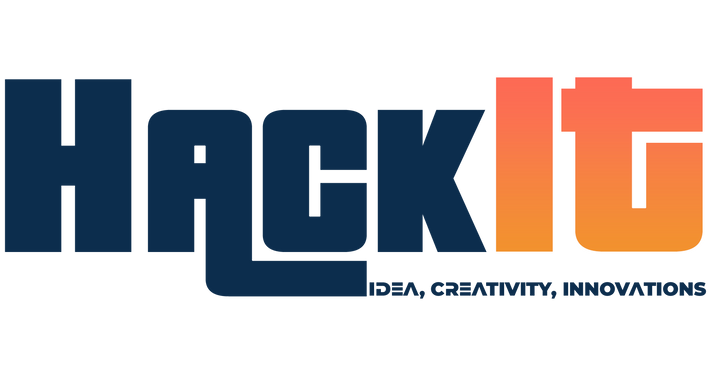 HackIt
IDEA, CREATIVITY, INNOVATIONS